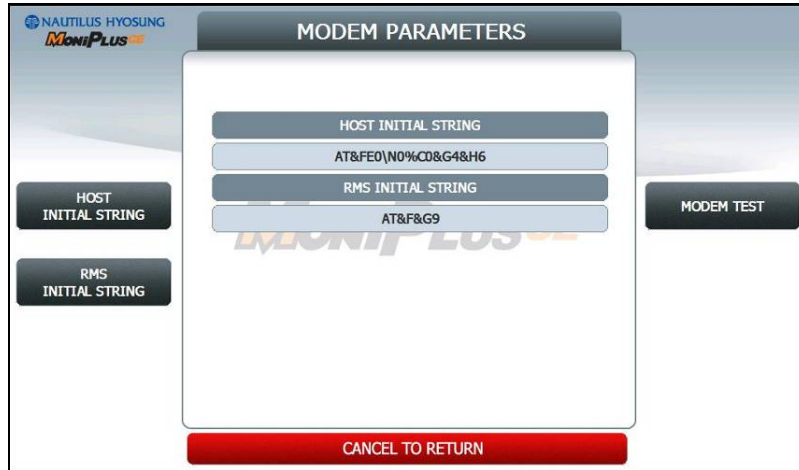 NAUTILUS HYOSUNG
MoniPlusCE
MODEM PARAMETERS
HOST INITIAL STRING
AT&FE0\N0%C0&G4&H6
RMS INITIAL STRING
AT&F&G9
MoniPlusCE
HOST
INITIAL STRING
RMS
INITIAL STRING
MODEM TEST
CANCEL TO RETURN